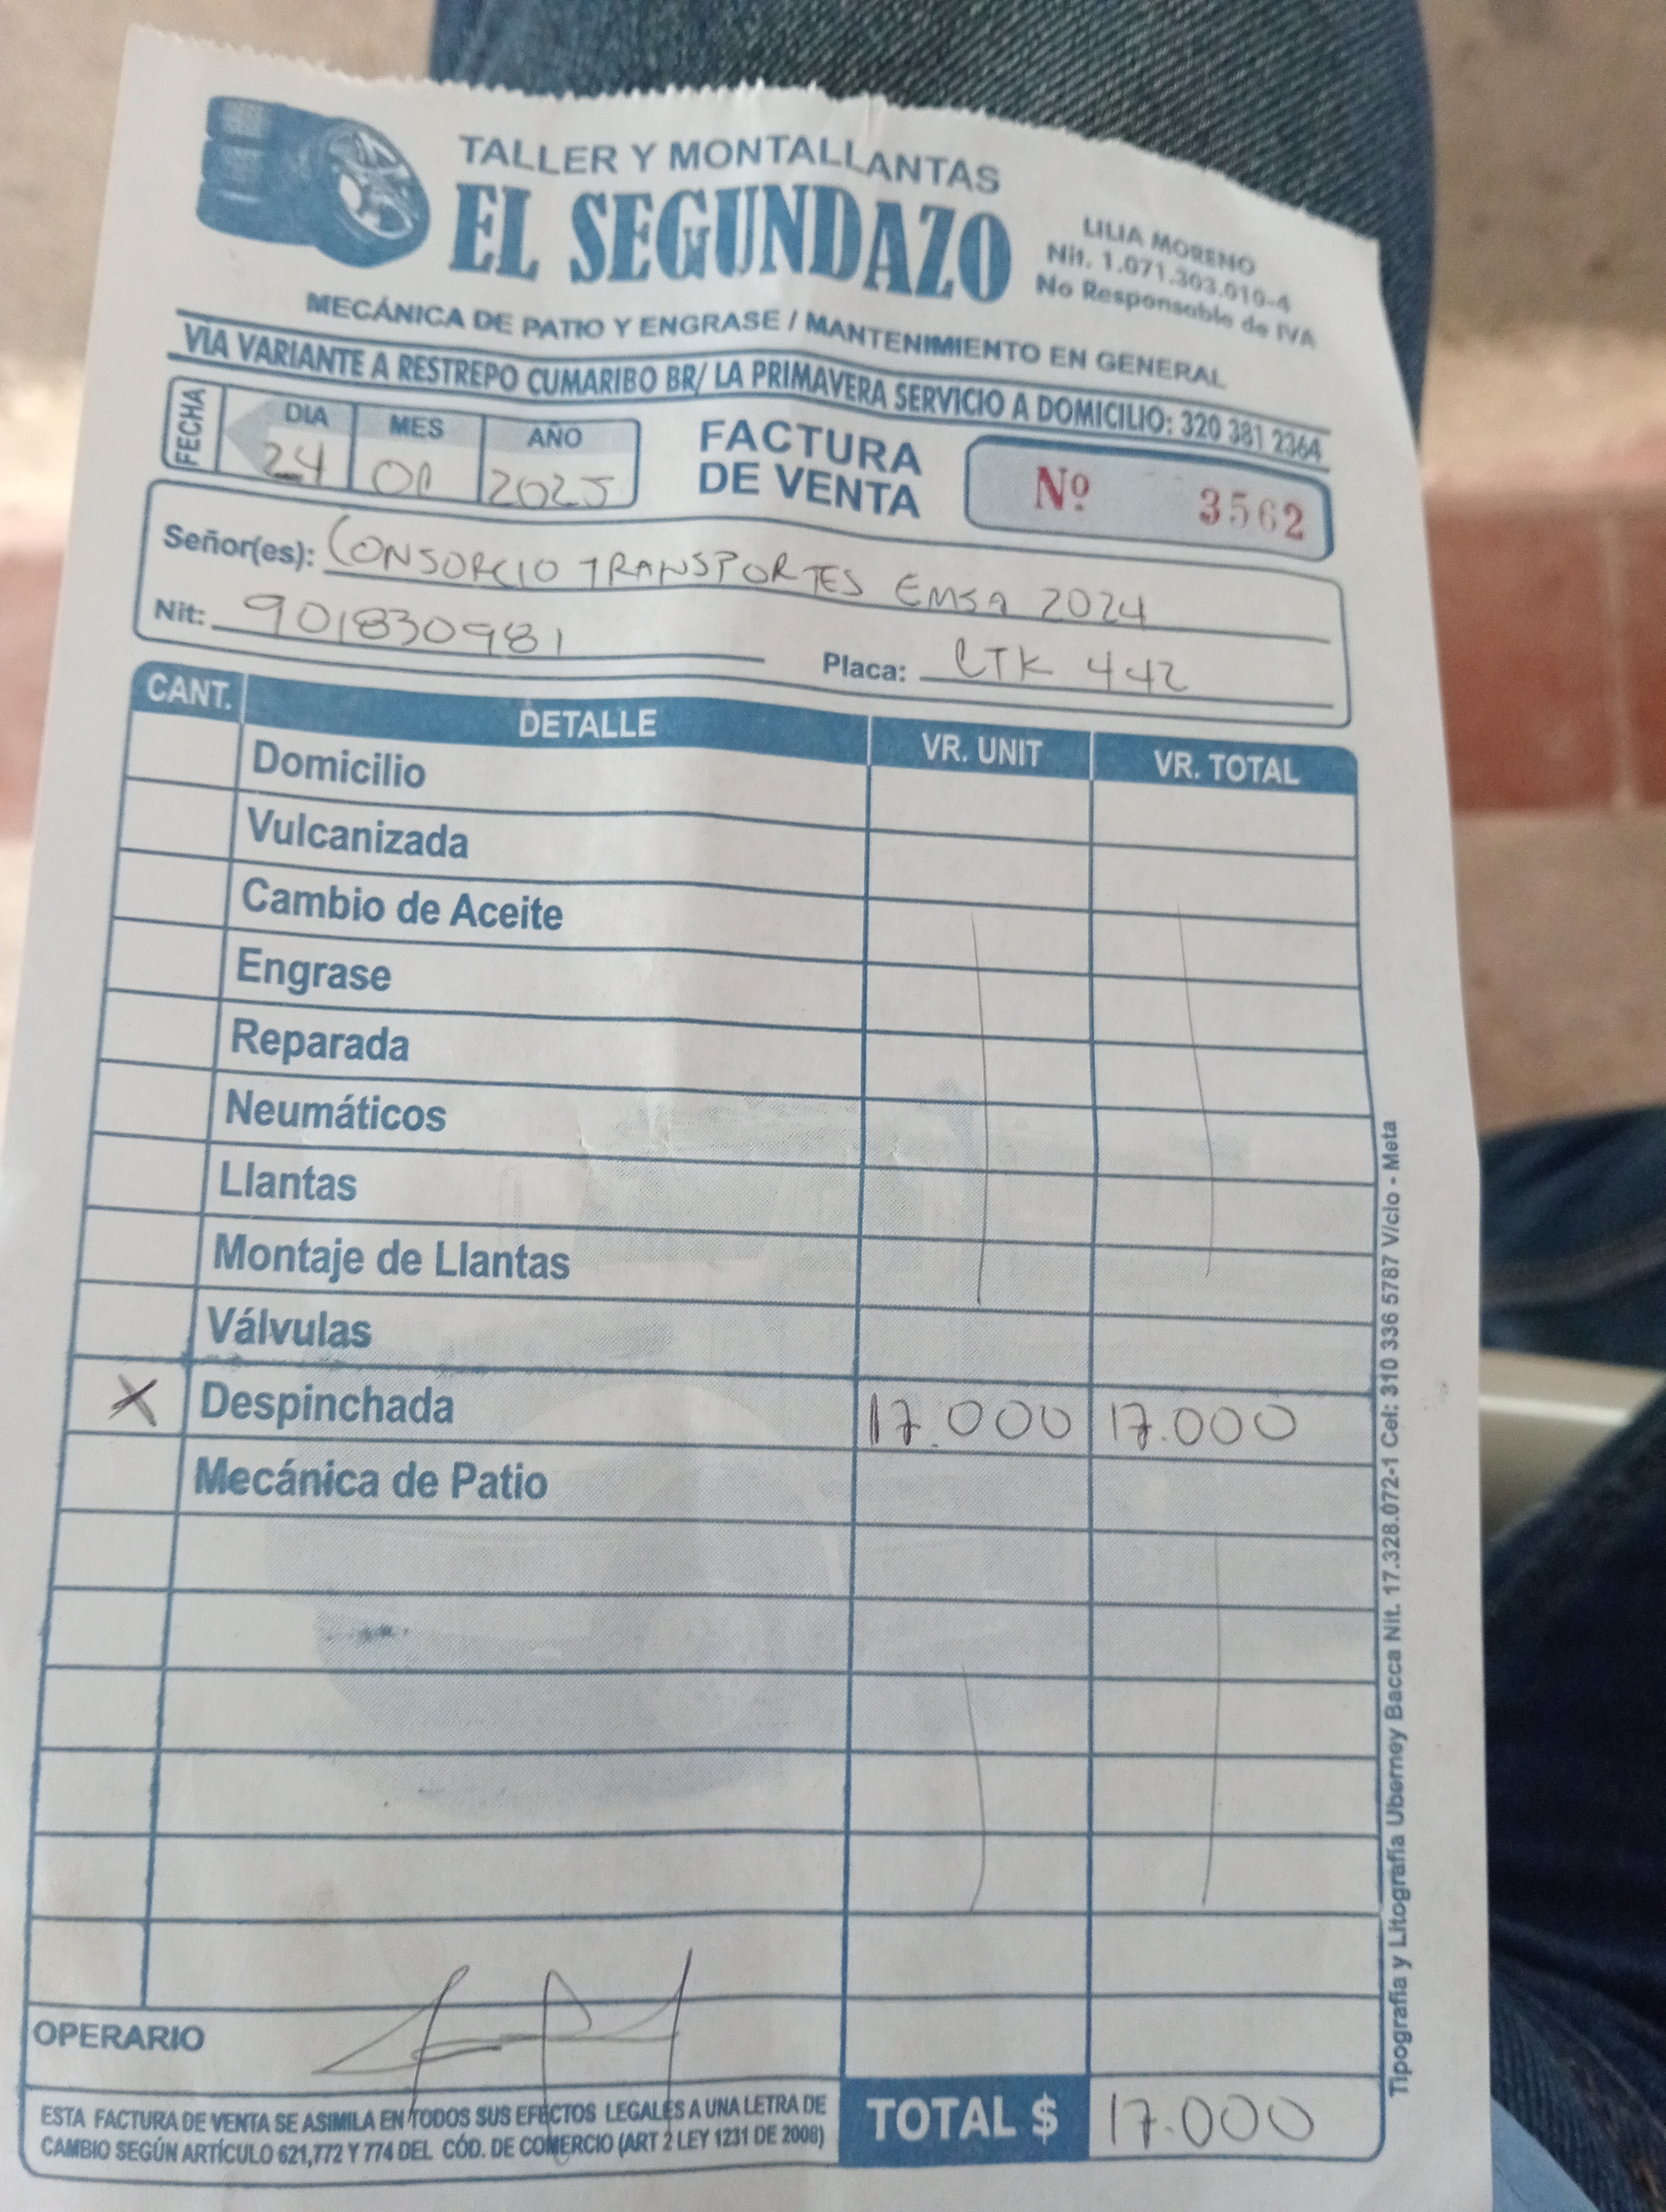 TALLER Y MONTALLANTAS
EL SEGUNDAZO
LILIA MORENO
Nit. 1.071.303.010-4
No Responsable de IVA
MECÁNICA DE PATIO Y ENGRASE / MANTENIMIENTO EN GENERAL
VIA VARIANTE A RESTREPO CUMARIBO BR/ LA PRIMAVERA SERVICIO A DOMICILIO: 320 381 2364
FECHA
DIA MES AÑO
24 01 2025
FACTURA
DE VENTA
Nº 3562
Señor(es): CONSORCIO TRANSPORTES EMSA 2024
Nit: 901830981
Placa: CTK 442
CANT. DETALLE VR. UNIT VR. TOTAL
Domicilio
Vulcanizada
Cambio de Aceite
Engrase
Reparada
Neumáticos
Llantas
Montaje de Llantas
Válvulas
X Despinchada 17.000 17.000
Mecánica de Patio
OPERARIO
ESTA FACTURA DE VENTA SE ASIMILA EN TODOS SUS EFECTOS LEGALES A UNA LETRA DE
CAMBIO SEGÚN ARTÍCULO 621,772 Y 774 DEL CÓD. DE COMERCIO (ART 2 LEY 1231 DE 2008)
TOTAL $ 17.000
Tipografía y Litografía Uberney Bacca Nit. 17.328.072-1 Cel: 310 336 5787 V/cio - Meta